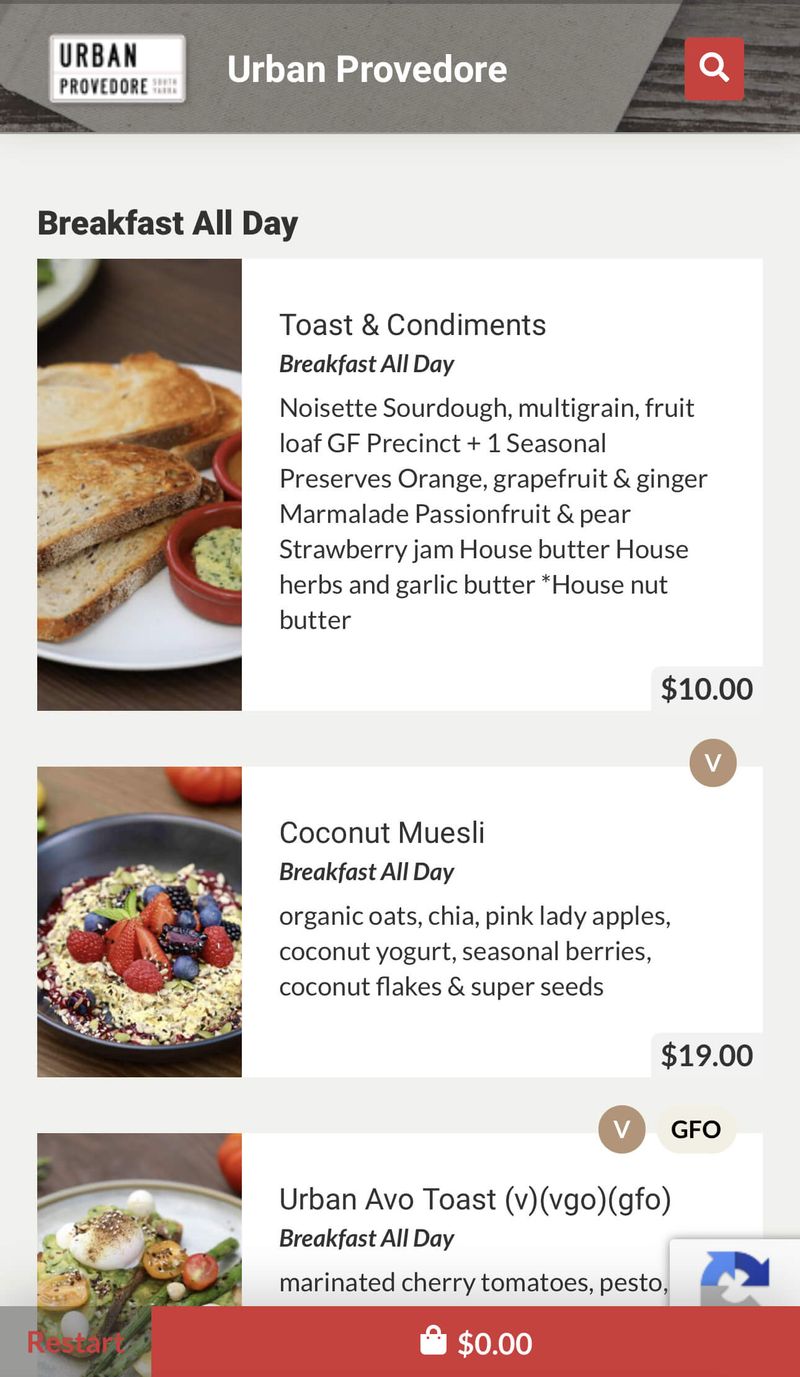 URBAN
PROVEDORE SOUTH
YARRA
Urban Provedore
Breakfast All Day
Toast & Condiments
Breakfast All Day
Noisette Sourdough, multigrain, fruit
loaf GF Precinct + 1 Seasonal
Preserves Orange, grapefruit & ginger
Marmalade Passionfruit & pear
Strawberry jam House butter House
herbs and garlic butter *House nut
butter
$10.00
V
Coconut Muesli
Breakfast All Day
organic oats, chia, pink lady apples,
coconut yogurt, seasonal berries,
coconut flakes & super seeds
$19.00
V GFO
Urban Avo Toast (v)(vgo)(gfo)
Breakfast All Day
marinated cherry tomatoes, pesto,
Restart
$0.00